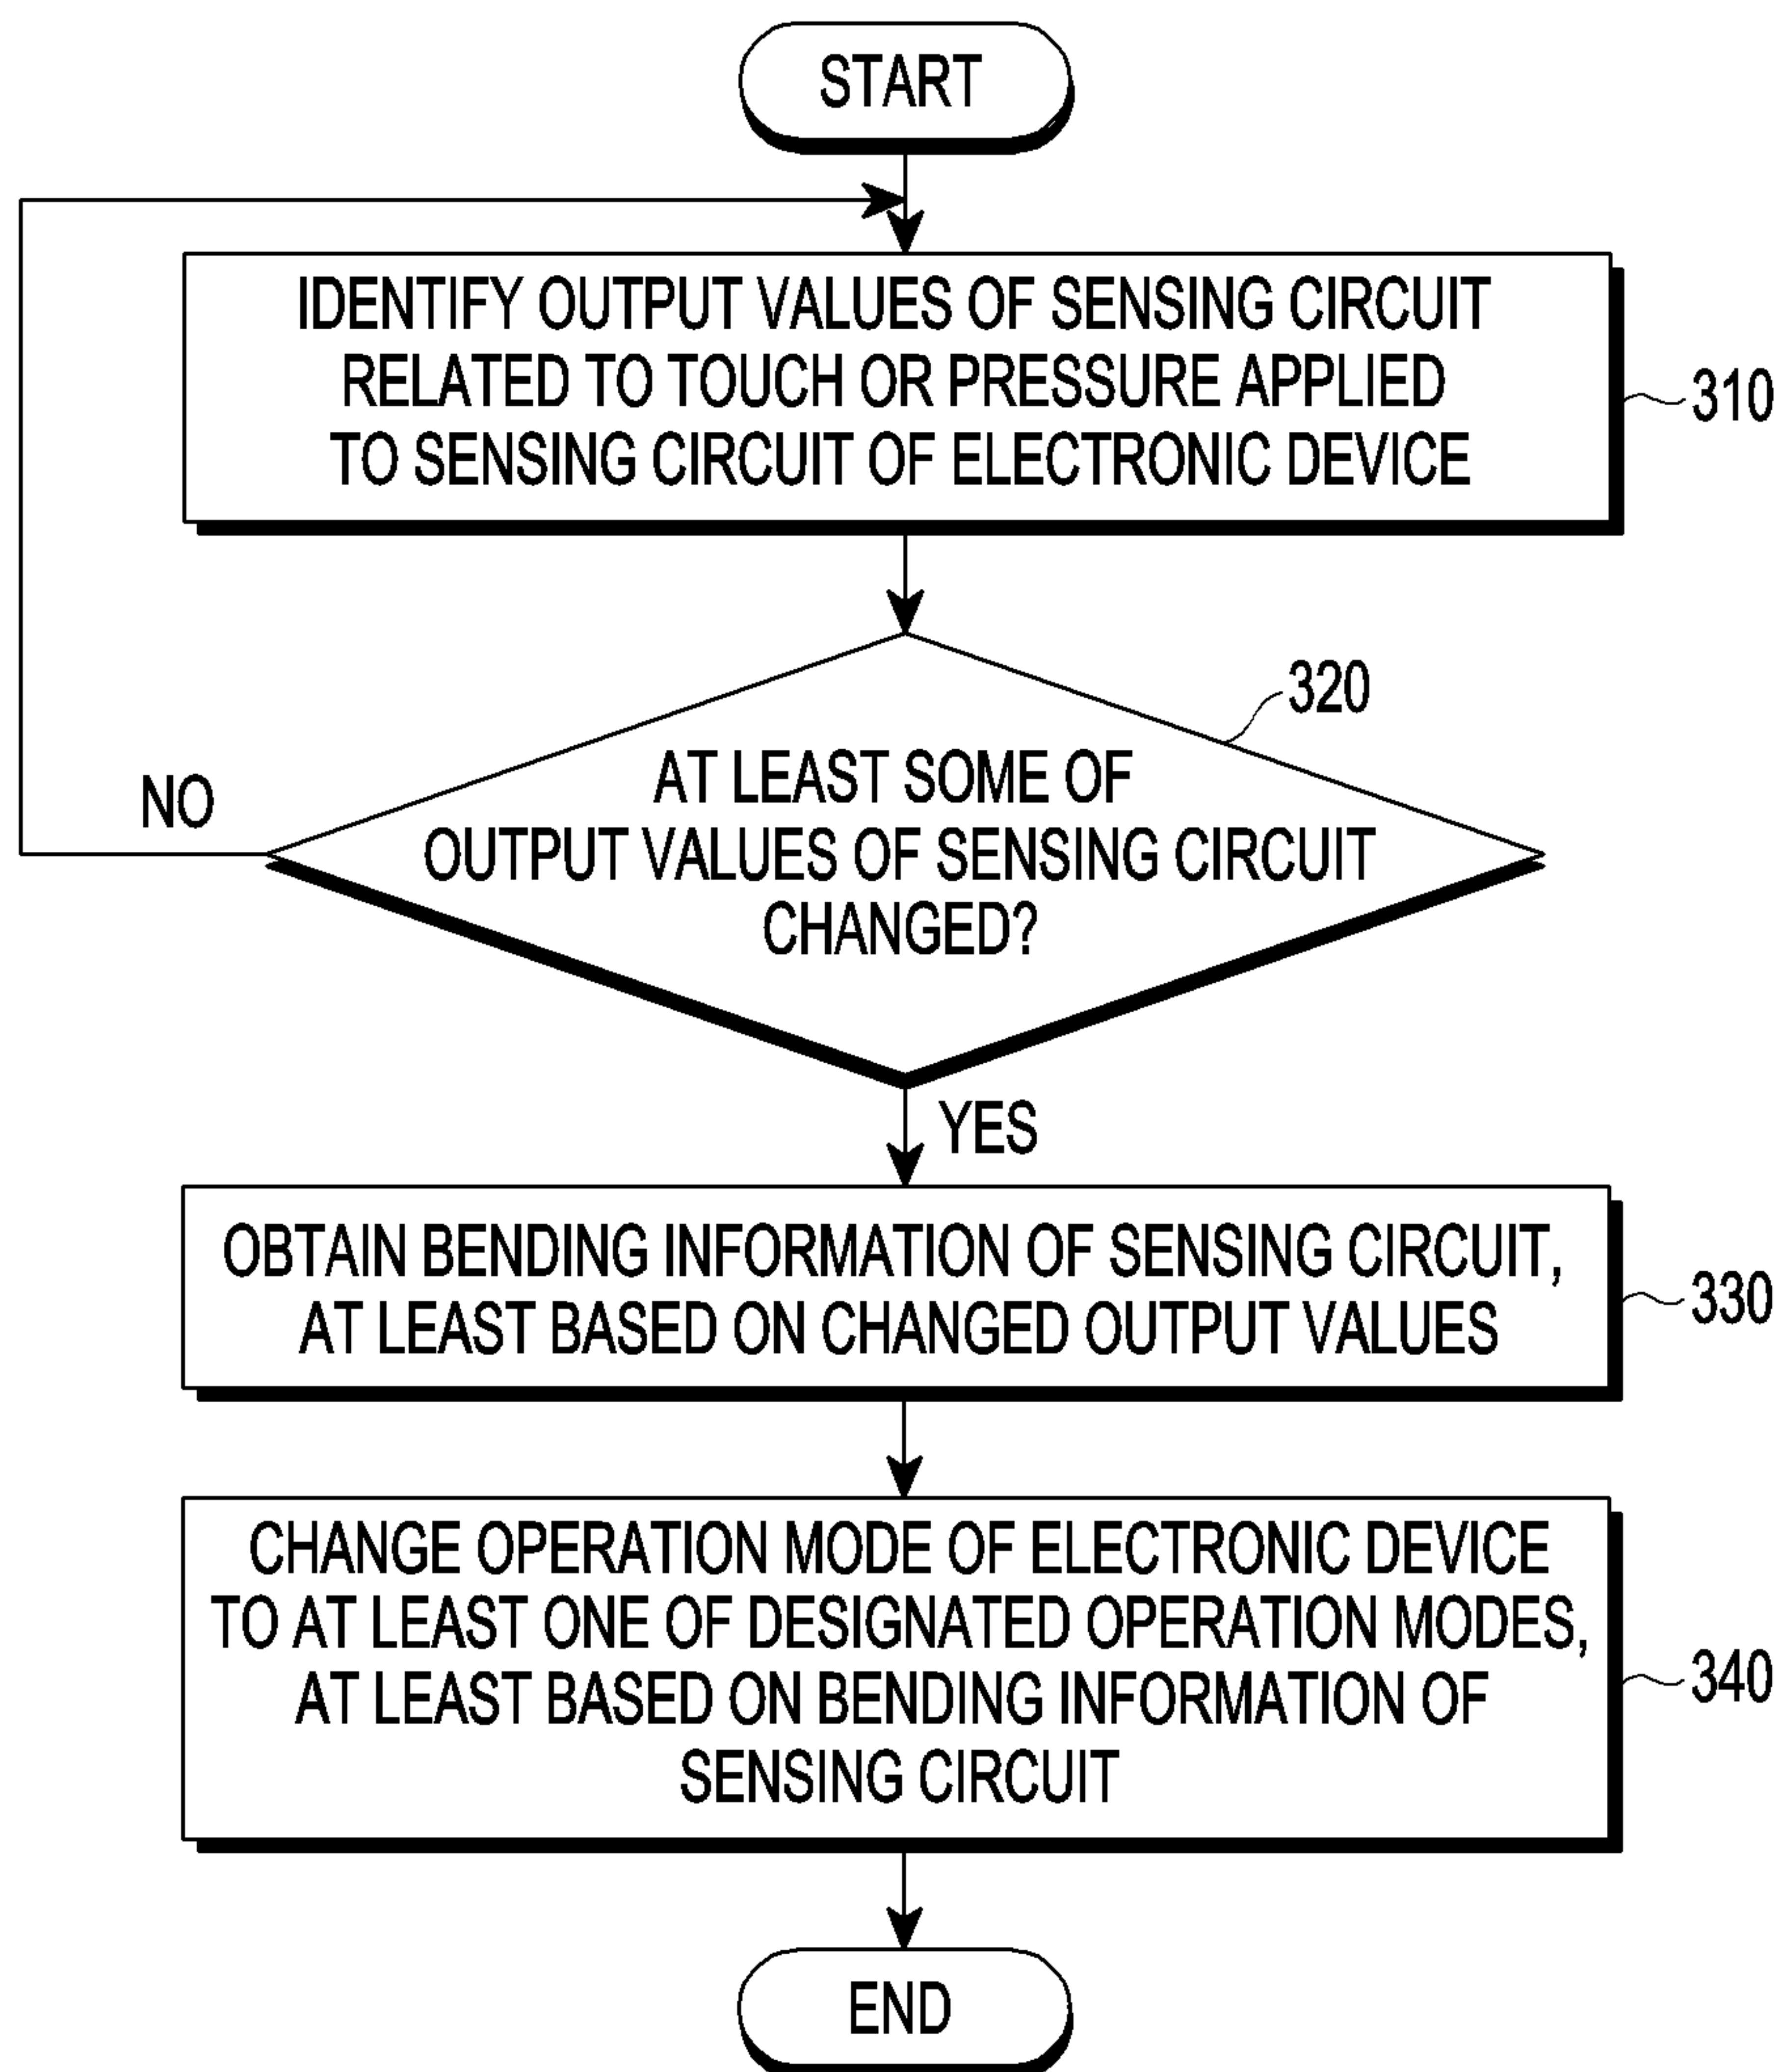 START
IDENTIFY OUTPUT VALUES OF SENSING CIRCUIT
RELATED TO TOUCH OR PRESSURE APPLIED
TO SENSING CIRCUIT OF ELECTRONIC DEVICE
310
320
AT LEAST SOME OF
OUTPUT VALUES OF SENSING CIRCUIT
CHANGED?
NO
YES
OBTAIN BENDING INFORMATION OF SENSING CIRCUIT,
AT LEAST BASED ON CHANGED OUTPUT VALUES
330
CHANGE OPERATION MODE OF ELECTRONIC DEVICE
TO AT LEAST ONE OF DESIGNATED OPERATION MODES,
AT LEAST BASED ON BENDING INFORMATION OF
SENSING CIRCUIT
340
END